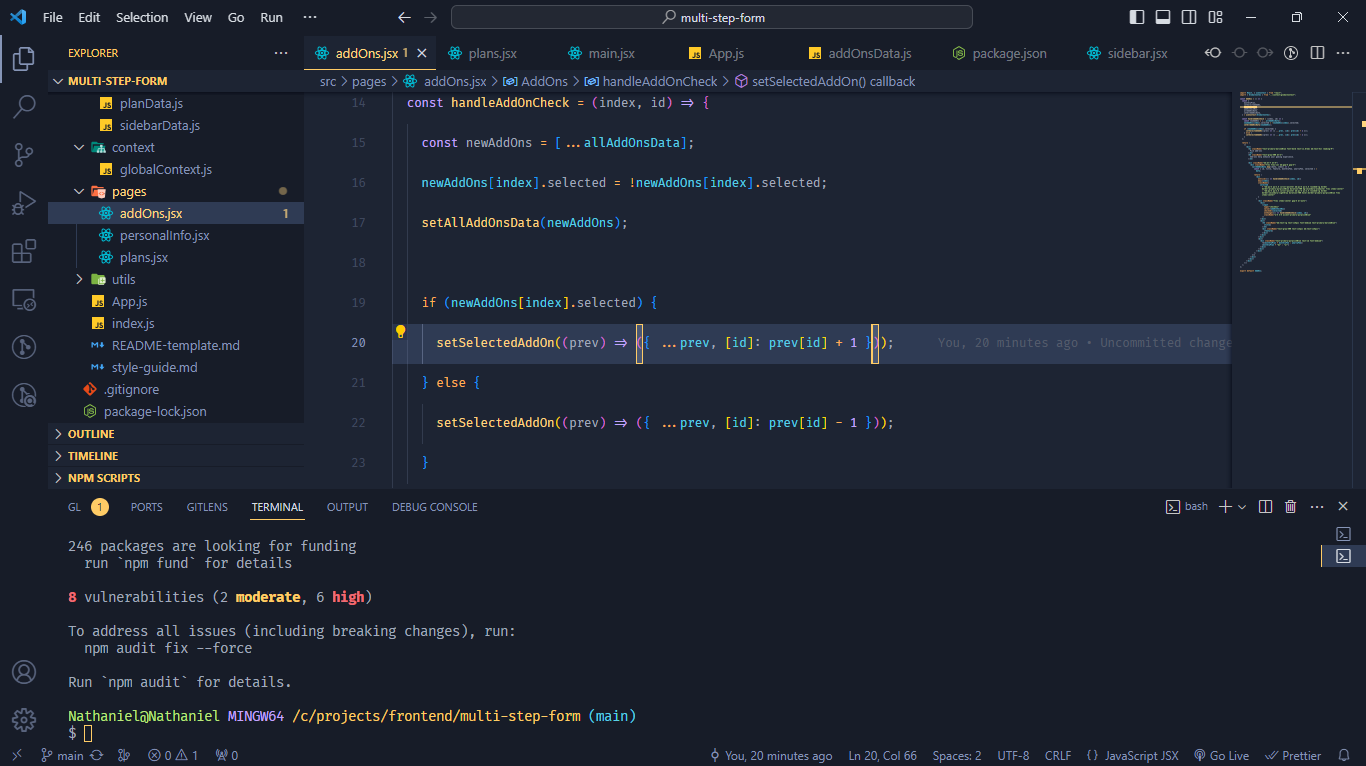 File Edit Selection View Go Run ···
multi-step-form
EXPLORER ···
addOns.jsx 1
plans.jsx
main.jsx
App.js
addOnsData.js
package.json
sidebar.jsx
MULTI-STEP-FORM
src > pages > addOns.jsx > AddOns > handleAddOnCheck > setSelectedAddOn() callback
planData.js
sidebarData.js
context
globalContext.js
pages
addOns.jsx 1
personalInfo.jsx
plans.jsx
utils
App.js
index.js
README-template.md
style-guide.md
.gitignore
package-lock.json
OUTLINE
TIMELINE
NPM SCRIPTS
14 const handleAddOnCheck = (index, id) => {
15 const newAddOns = [...allAddOnsData];
16 newAddOns[index].selected = !newAddOns[index].selected;
17 setAllAddOnsData(newAddOns);
18
19 if (newAddOns[index].selected) {
20 setSelectedAddOn((prev) => ({ ...prev, [id]: prev[id] + 1 })); You, 20 minutes ago • Uncommitted change
21 } else {
22 setSelectedAddOn((prev) => ({ ...prev, [id]: prev[id] - 1 }));
23 }
GL 1 PORTS GITLENS TERMINAL OUTPUT DEBUG CONSOLE
bash
246 packages are looking for funding
run `npm fund` for details
8 vulnerabilities (2 moderate, 6 high)
To address all issues (including breaking changes), run:
npm audit fix --force
Run `npm audit` for details.
Nathaniel@Nathaniel MINGW64 /c/projects/frontend/multi-step-form (main)
$
main 0 1 0 You, 20 minutes ago Ln 20, Col 66 Spaces: 2 UTF-8 CRLF {} JavaScript JSX Go Live Prettier